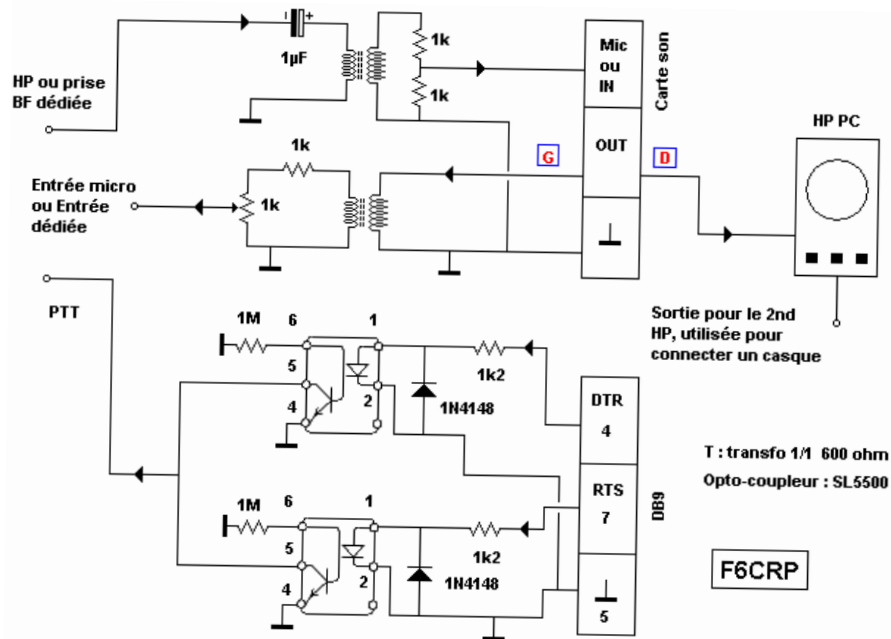 1µF
1k
1k
HP ou prise
BF dédiée
Mic
ou
IN
Carte son
HP PC
OUT
G
D
1k
1k
Entrée micro
ou Entrée
dédiée
PTT
Sortie pour le 2nd
HP, utilisée pour
connecter un casque
1M
6
1
5
4
2
1k2
1N4148
DTR
4
RTS
7
5
DB9
T : transfo 1/1 600 ohm
Opto-coupleur : SL5500
1M
6
1
5
4
2
1k2
1N4148
F6CRP